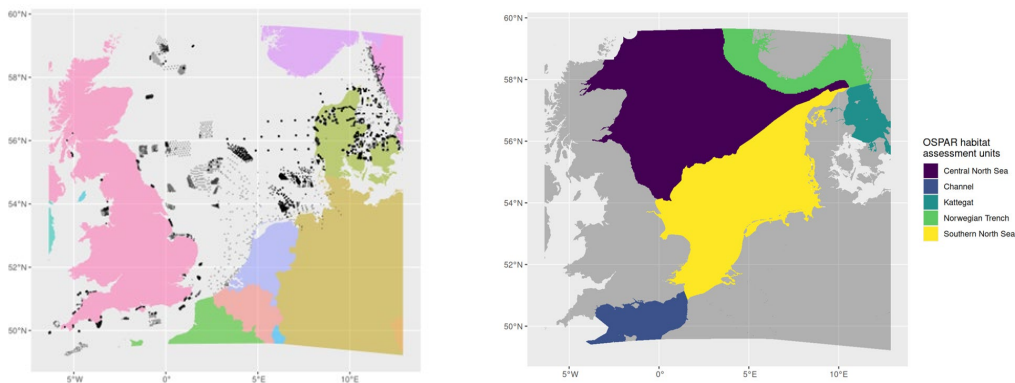 60°N
58°N
56°N
54°N
52°N
50°N
5°W
0°
5°E
10°E
60°N
58°N
56°N
54°N
52°N
50°N
5°W
0°
5°E
10°E
OSPAR habitat
assessment units
Central North Sea
Channel
Kattegat
Norwegian Trench
Southern North Sea